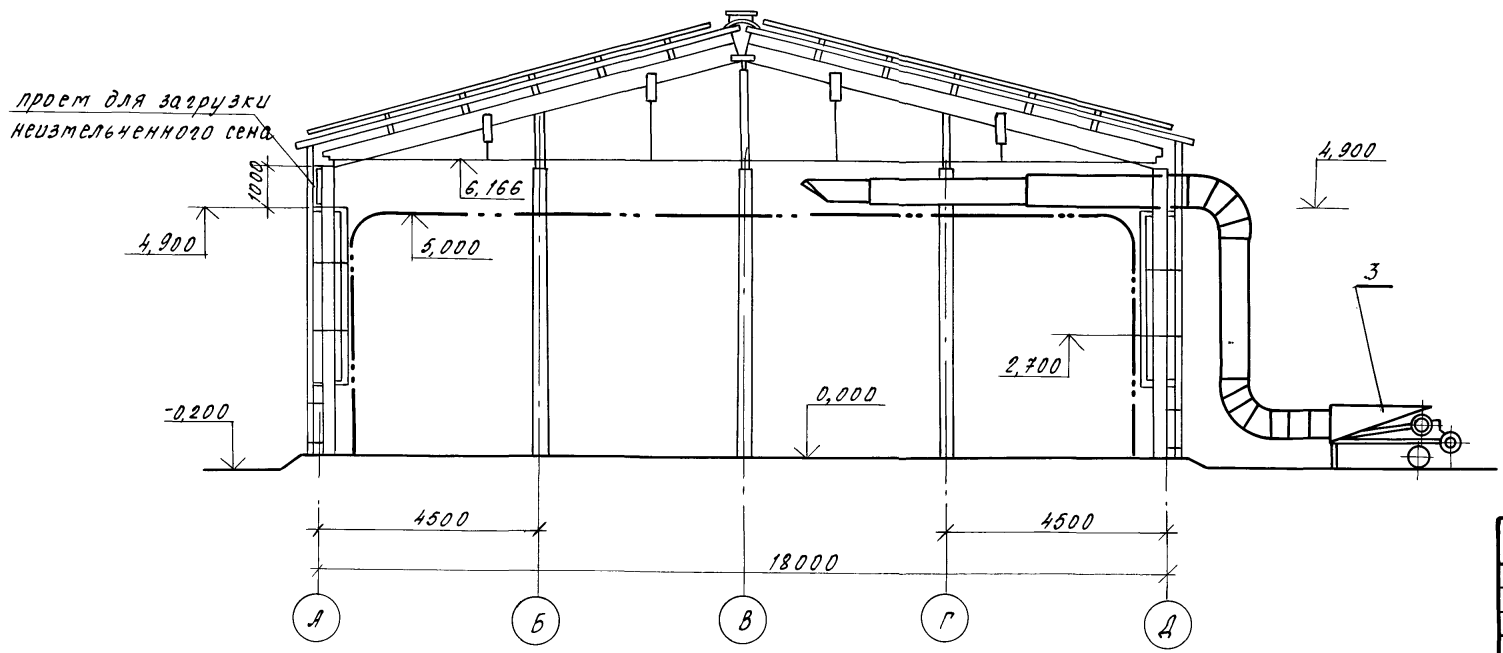 проем для загрузки
неизмельченного сена
1000
6,166
4,900
4,900
5,000
3
2,700
-0,200
0,000
4500
4500
18000
А
Б
В
Г
Д